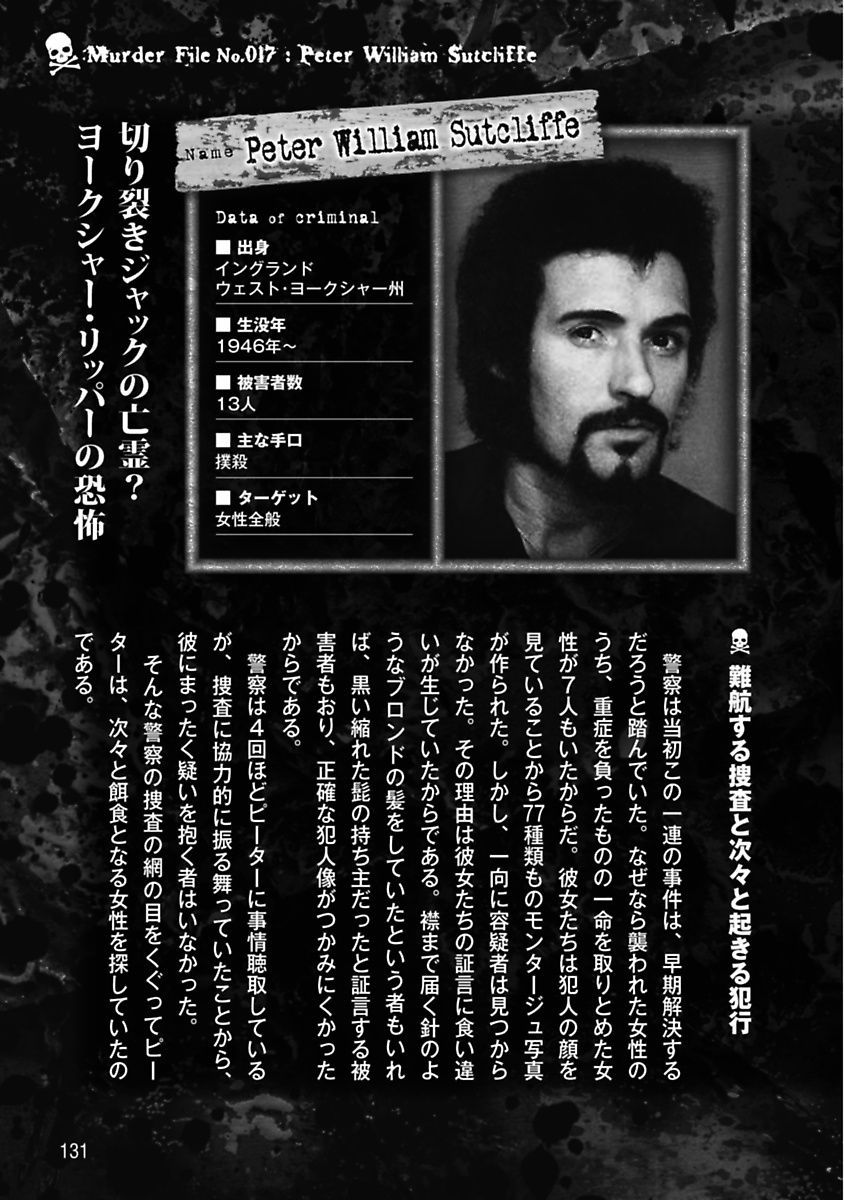 Murder File No.017 : Peter William Sutcliffe
切り裂きジャックの亡霊？
ヨークシャー・リッパーの恐怖
Name Peter William Sutcliffe
Data of criminal
■ 出身
イングランド
ウェスト・ヨークシャー州
■ 生没年
1946年～
■ 被害者数
13人
■ 主な手口
撲殺
■ ターゲット
女性全般
難航する捜査と次々と起きる犯行
警察は当初この一連の事件は、早期解決する
だろうと踏んでいた。なぜなら襲われた女性の
うち、重症を負ったものの一命を取りとめた女
性が７人もいたからだ。彼女たちは犯人の顔を
見ていることから77種類ものモンタージュ写真
が作られた。しかし、一向に容疑者は見つから
なかった。その理由は彼女たちの証言に食い違
いが生じていたからである。襟まで届く針のよ
うなブロンドの髪をしていたという者もいれ
ば、黒い縮れた髭の持ち主だったと証言する被
害者もおり、正確な犯人像がつかみにくかった
からである。
警察は４回ほどピーターに事情聴取している
が、捜査に協力的に振る舞っていたことから、
彼にまったく疑いを抱く者はいなかった。
そんな警察の捜査の網の目をくぐってピー
ターは、次々と餌食となる女性を探していたの
である。
131